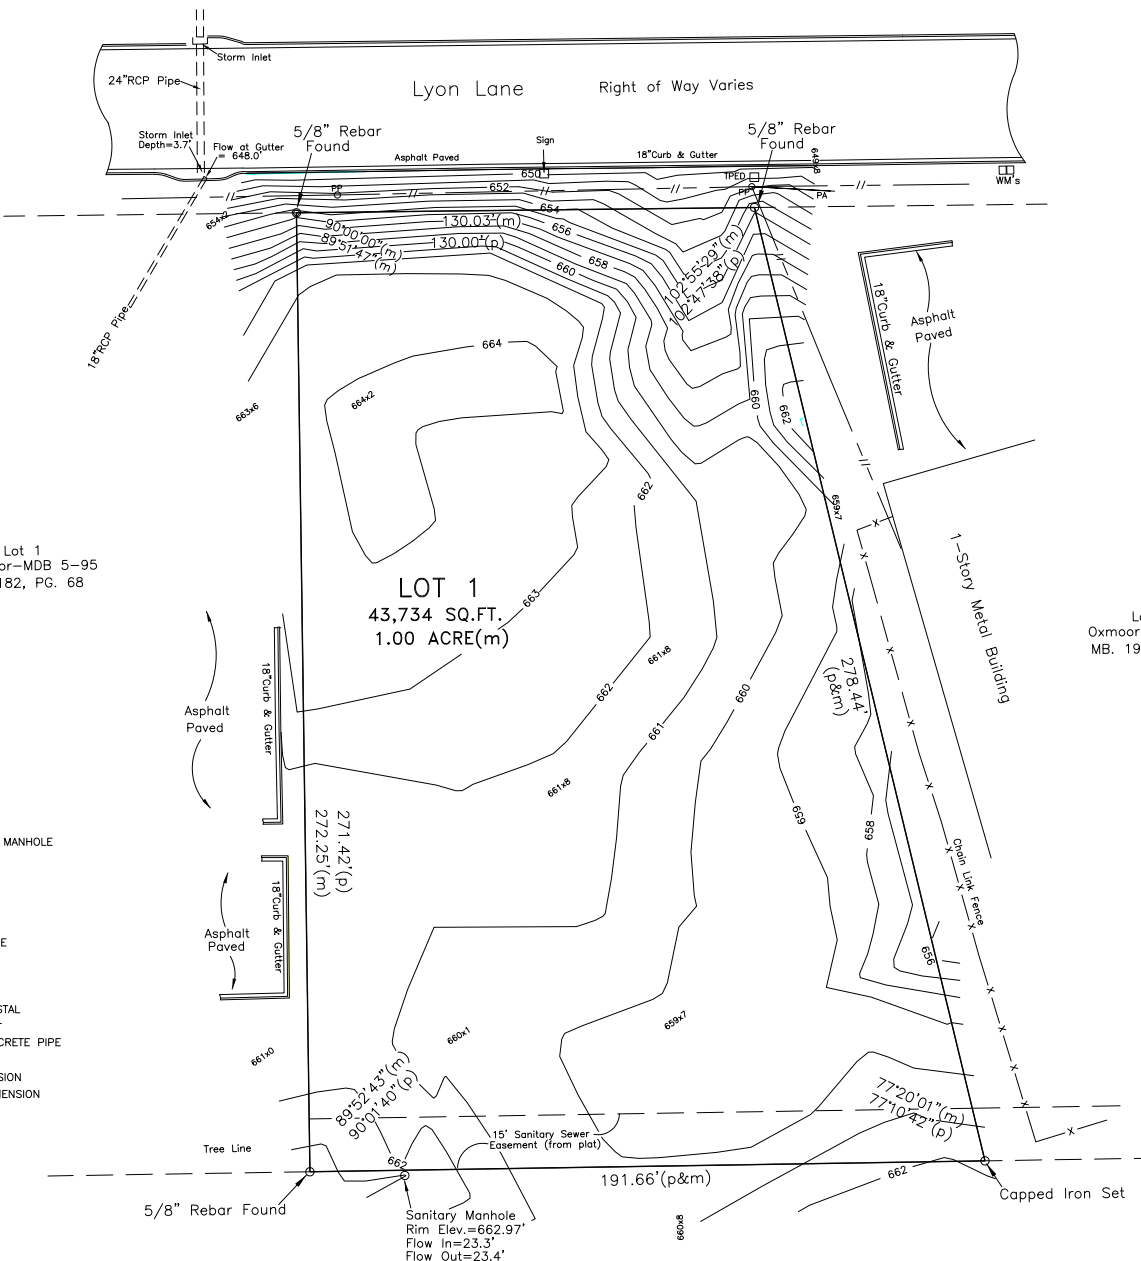 Storm Inlet
24"RCP Pipe
Lyon Lane
Right of Way Varies
Storm Inlet
Depth=3.7'
Flow at Gutter
= 648.0'
5/8" Rebar
Found
Asphalt Paved
Sign
18"Curb & Gutter
5/8" Rebar
Found
649x8
650
TPED
WM's
PP
652
PP
PA
654x2
654
130.03'(m)
656
90°00'00"(m)
89°51'47"(m)
130.00'(p)
658
660
102°55'29"(m)
102°47'38"(p)
18"RCP Pipe
18"Curb & Gutter
Asphalt
Paved
664
664x2
663x6
660
662
662
659x7
Lot 1
or-MDB 5-95
182, PG. 68
LOT 1
43,734 SQ.FT.
1.00 ACRE(m)
663
1-Story Metal Building
Oxmoor
MB. 19
661x8
662
660
278.44'
(p&m)
18"Curb & Gutter
Asphalt
Paved
661
661x8
659
658
271.42'(p)
272.25'(m)
MANHOLE
Chain Link Fence
18"Curb & Gutter
Asphalt
Paved
E
656
STAL
CRETE PIPE
SION
MENSION
661x0
660x1
659x7
89°52'43"(m)
90°01'40"(p)
77°20'01"(m)
77°10'42"(p)
Tree Line
15' Sanitary Sewer
Easement (from plat)
662
662
191.66'(p&m)
5/8" Rebar Found
Capped Iron Set
Sanitary Manhole
Rim Elev.=662.97'
Flow In=23.3'
Flow Out=23.4'
660x8